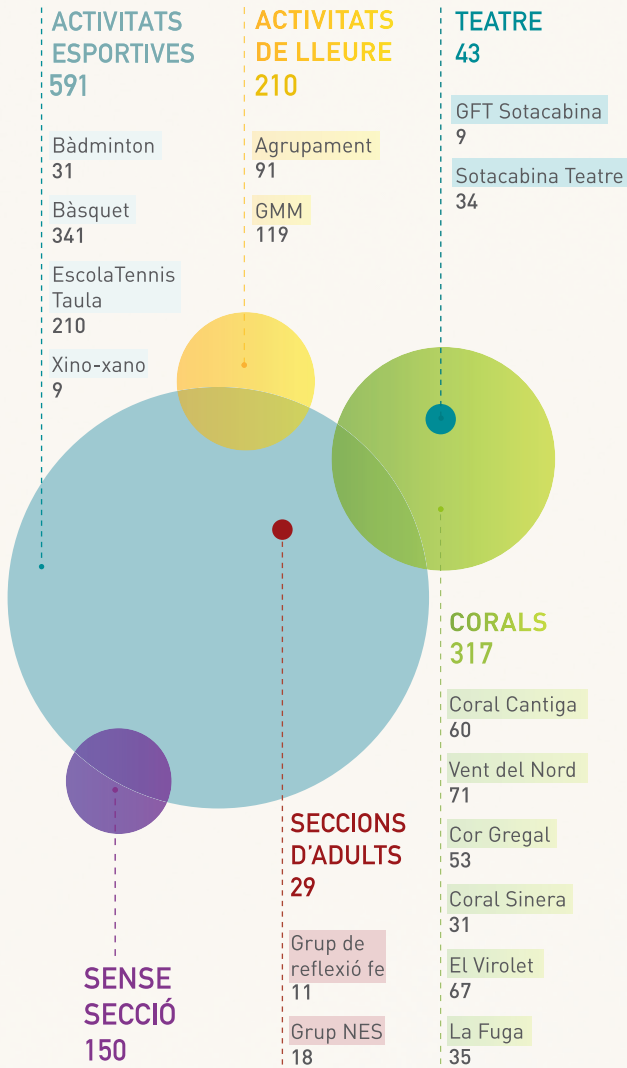 ACTIVITATS
ESPORTIVES
591
Bàdminton
31
Bàsquet
341
EscolaTennis
Taula
210
Xino-xano
9
ACTIVITATS
DE LLEURE
210
Agrupament
91
GMM
119
TEATRE
43
GFT Sotacabina
9
Sotacabina Teatre
34
CORALS
317
Coral Cantiga
60
Vent del Nord
71
Cor Gregal
53
Coral Sinera
31
El Virolet
67
La Fuga
35
SECCIONS
D'ADULTS
29
Grup de
reflexió fe
11
Grup NES
18
SENSE
SECCIÓ
150